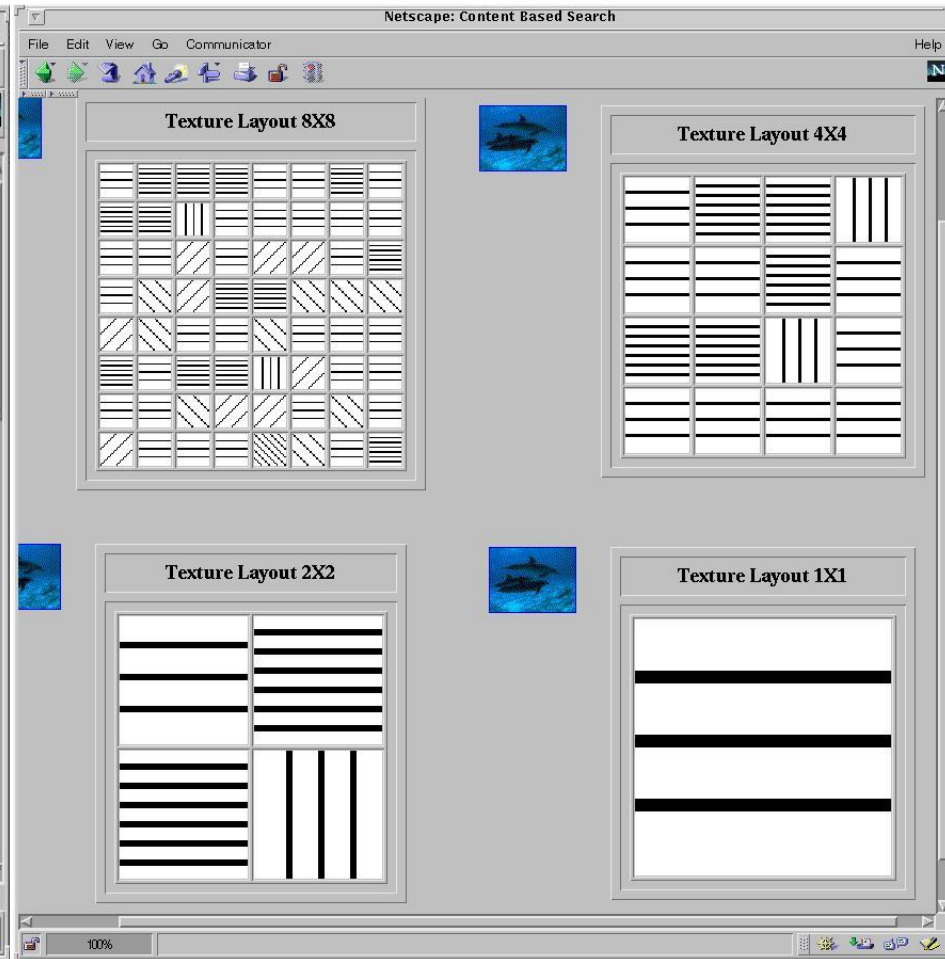 Netscape: Content Based Search
File Edit View Go Communicator Help
N
Texture Layout 8X8
Texture Layout 4X4
Texture Layout 2X2
Texture Layout 1X1
100%